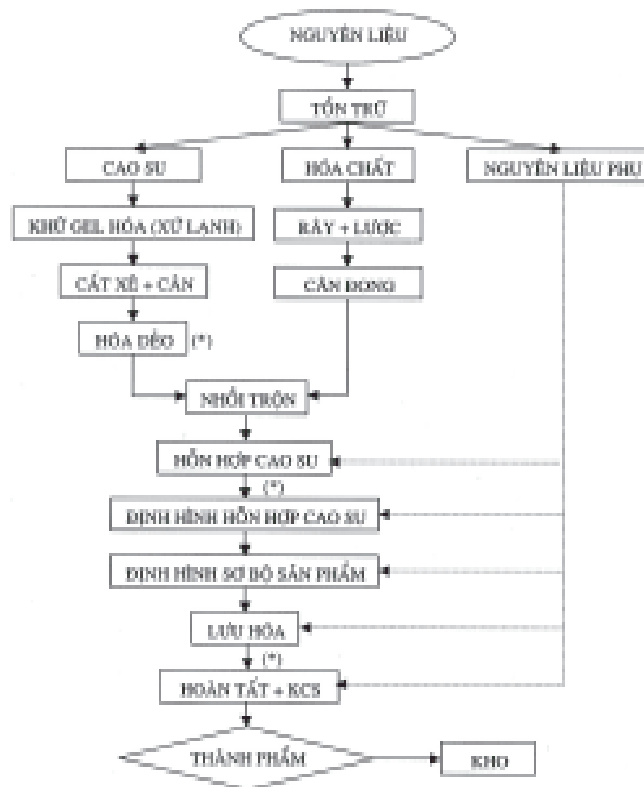 NGUYÊN LIỆU
TỒN TRỮ
CAO SU
HÓA CHẤT
NGUYÊN LIỆU PHỤ
KHỬ GEL HÓA (XỬ LẠNH)
RÂY + LƯỢC
CẮT XẺ + CÂN
CÂN ĐONG
HÓA DẺO (*)
NHỒI TRỘN
HỖN HỢP CAO SU
(*)
ĐỊNH HÌNH HỖN HỢP CAO SU
ĐỊNH HÌNH SƠ BỘ SẢN PHẨM
LƯU HÓA
(*)
HOÀN TẤT + KCS
THÀNH PHẨM
KHO